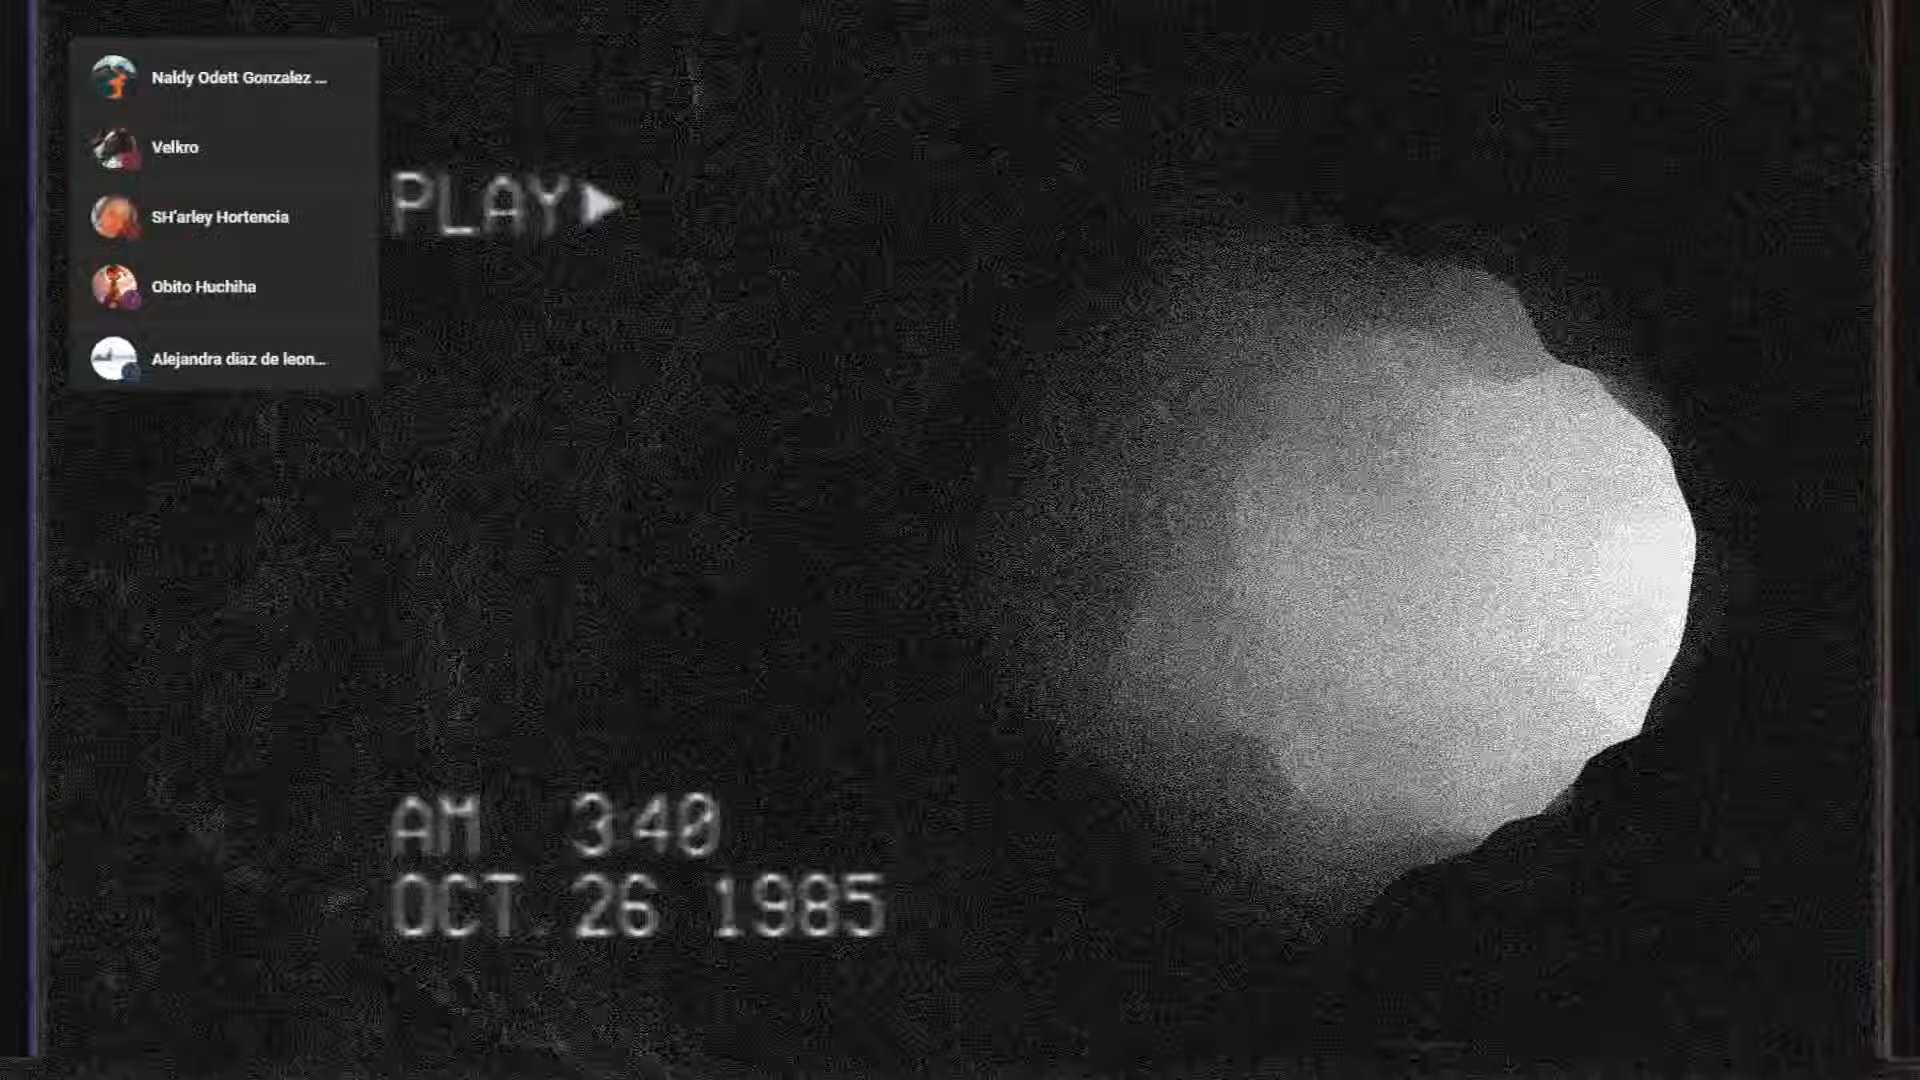 Naldy Odett Gonzalez ...
Velkro
SH'arley Hortencia
Obito Huchiha
Alejandra diaz de leon...
PLAY►
AM 3:40
OCT. 26 1985